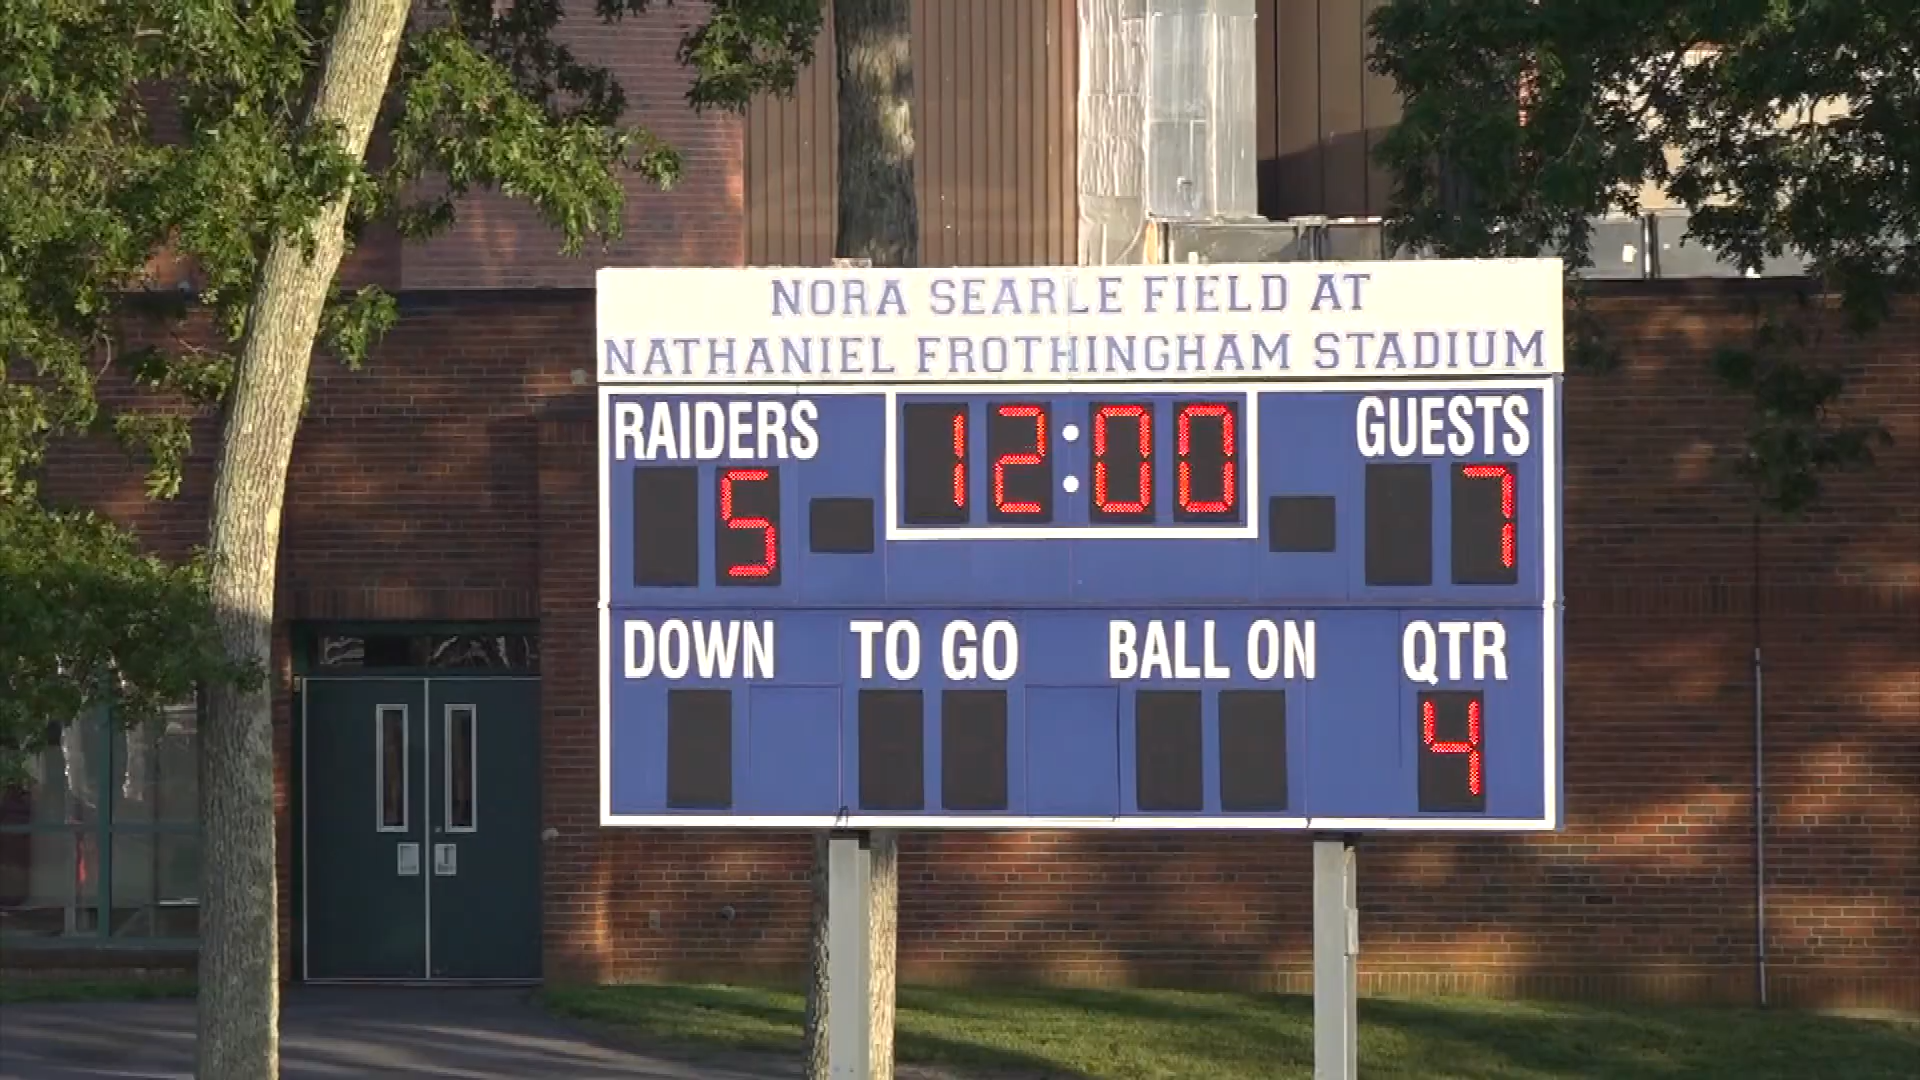 NORA SEARLE FIELD AT
NATHANIEL FROTHINGHAM STADIUM
RAIDERS 12:00 GUESTS
5 7
DOWN TO GO BALL ON QTR
4